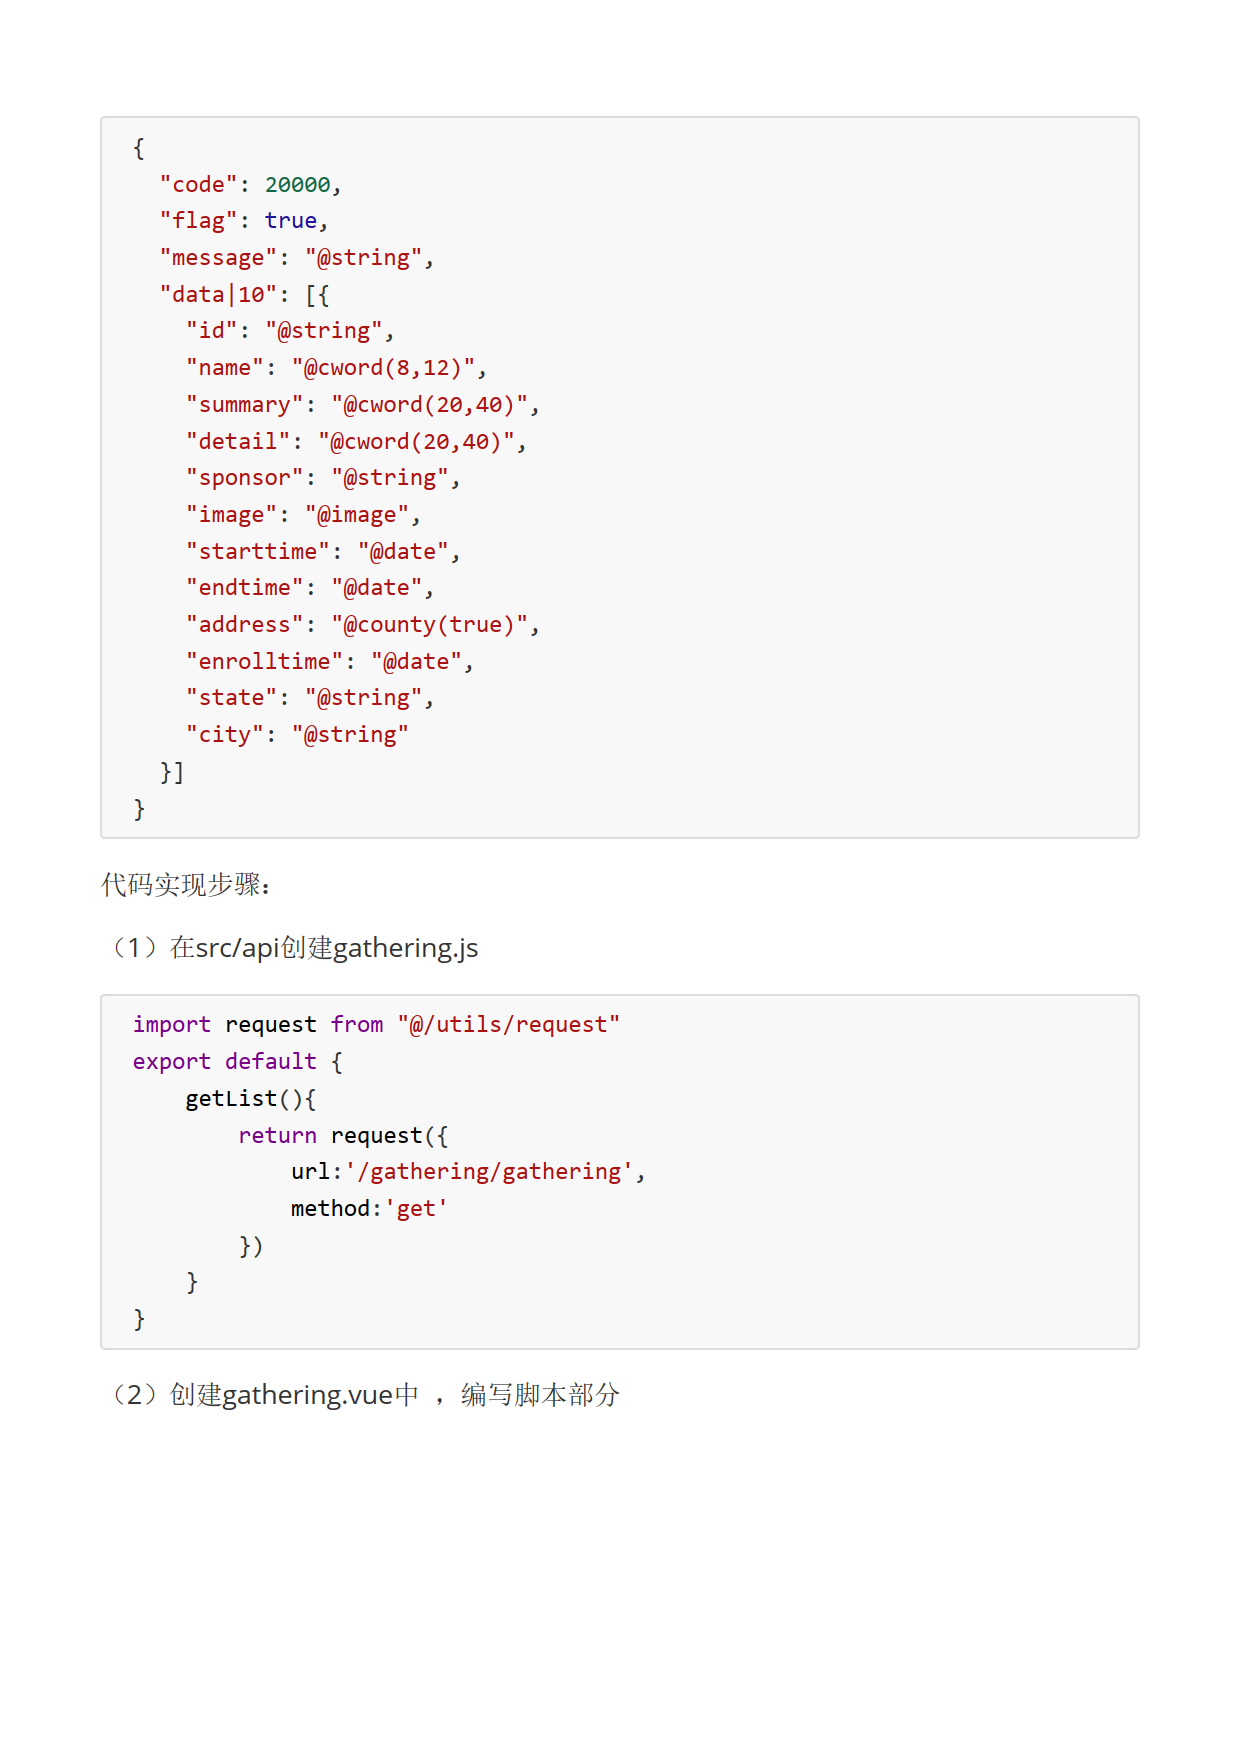 {
  "code": 20000,
  "flag": true,
  "message": "@string",
  "data|10": [{
    "id": "@string",
    "name": "@cword(8,12)",
    "summary": "@cword(20,40)",
    "detail": "@cword(20,40)",
    "sponsor": "@string",
    "image": "@image",
    "starttime": "@date",
    "endtime": "@date",
    "address": "@county(true)",
    "enrolltime": "@date",
    "state": "@string",
    "city": "@string"
  }]
}
代码实现步骤：
（1）在src/api创建gathering.js
import request from "@/utils/request"
export default {
    getList(){
        return request({
            url:'/gathering/gathering',
            method:'get'
        })
    }
}
（2）创建gathering.vue中 ，编写脚本部分